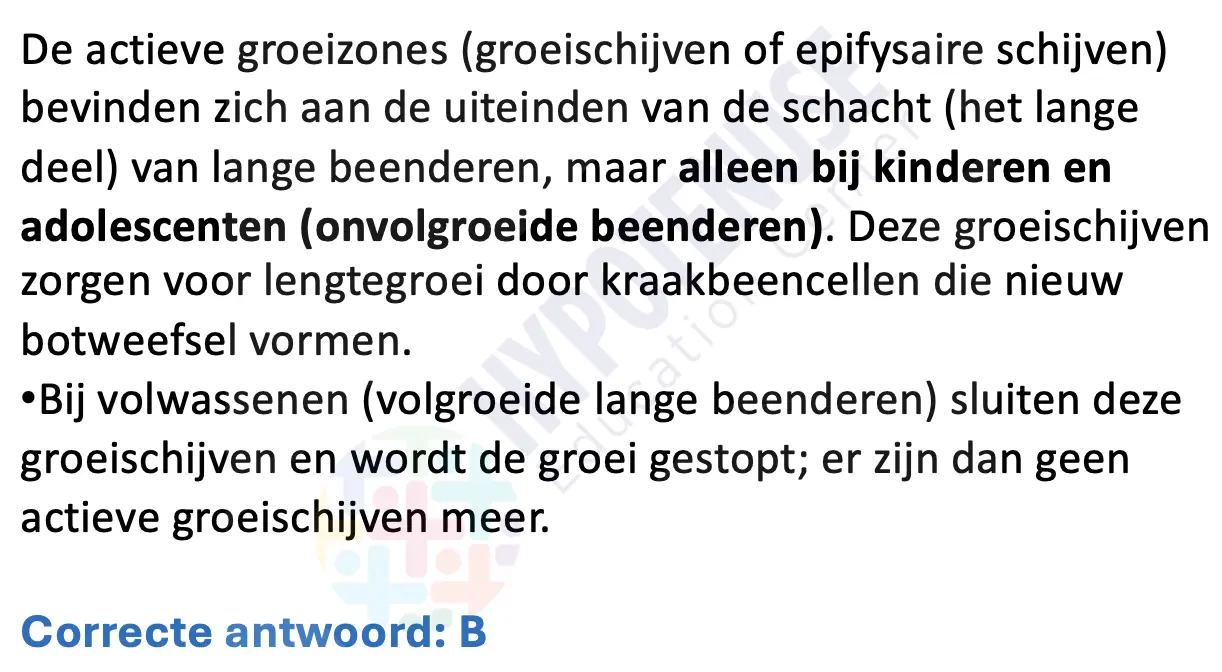 De actieve groeizones (groeischijven of epifysaire schijven)
bevinden zich aan de uiteinden van de schacht (het lange
deel) van lange beenderen, maar alleen bij kinderen en
adolescenten (onvolgroeide beenderen). Deze groeischijven
zorgen voor lengtegroei door kraakbeencellen die nieuw
botweefsel vormen.
•Bij volwassenen (volgroeide lange beenderen) sluiten deze
groeischijven en wordt de groei gestopt; er zijn dan geen
actieve groeischijven meer.
Correcte antwoord: B
HYPOTENUSE
Education Center